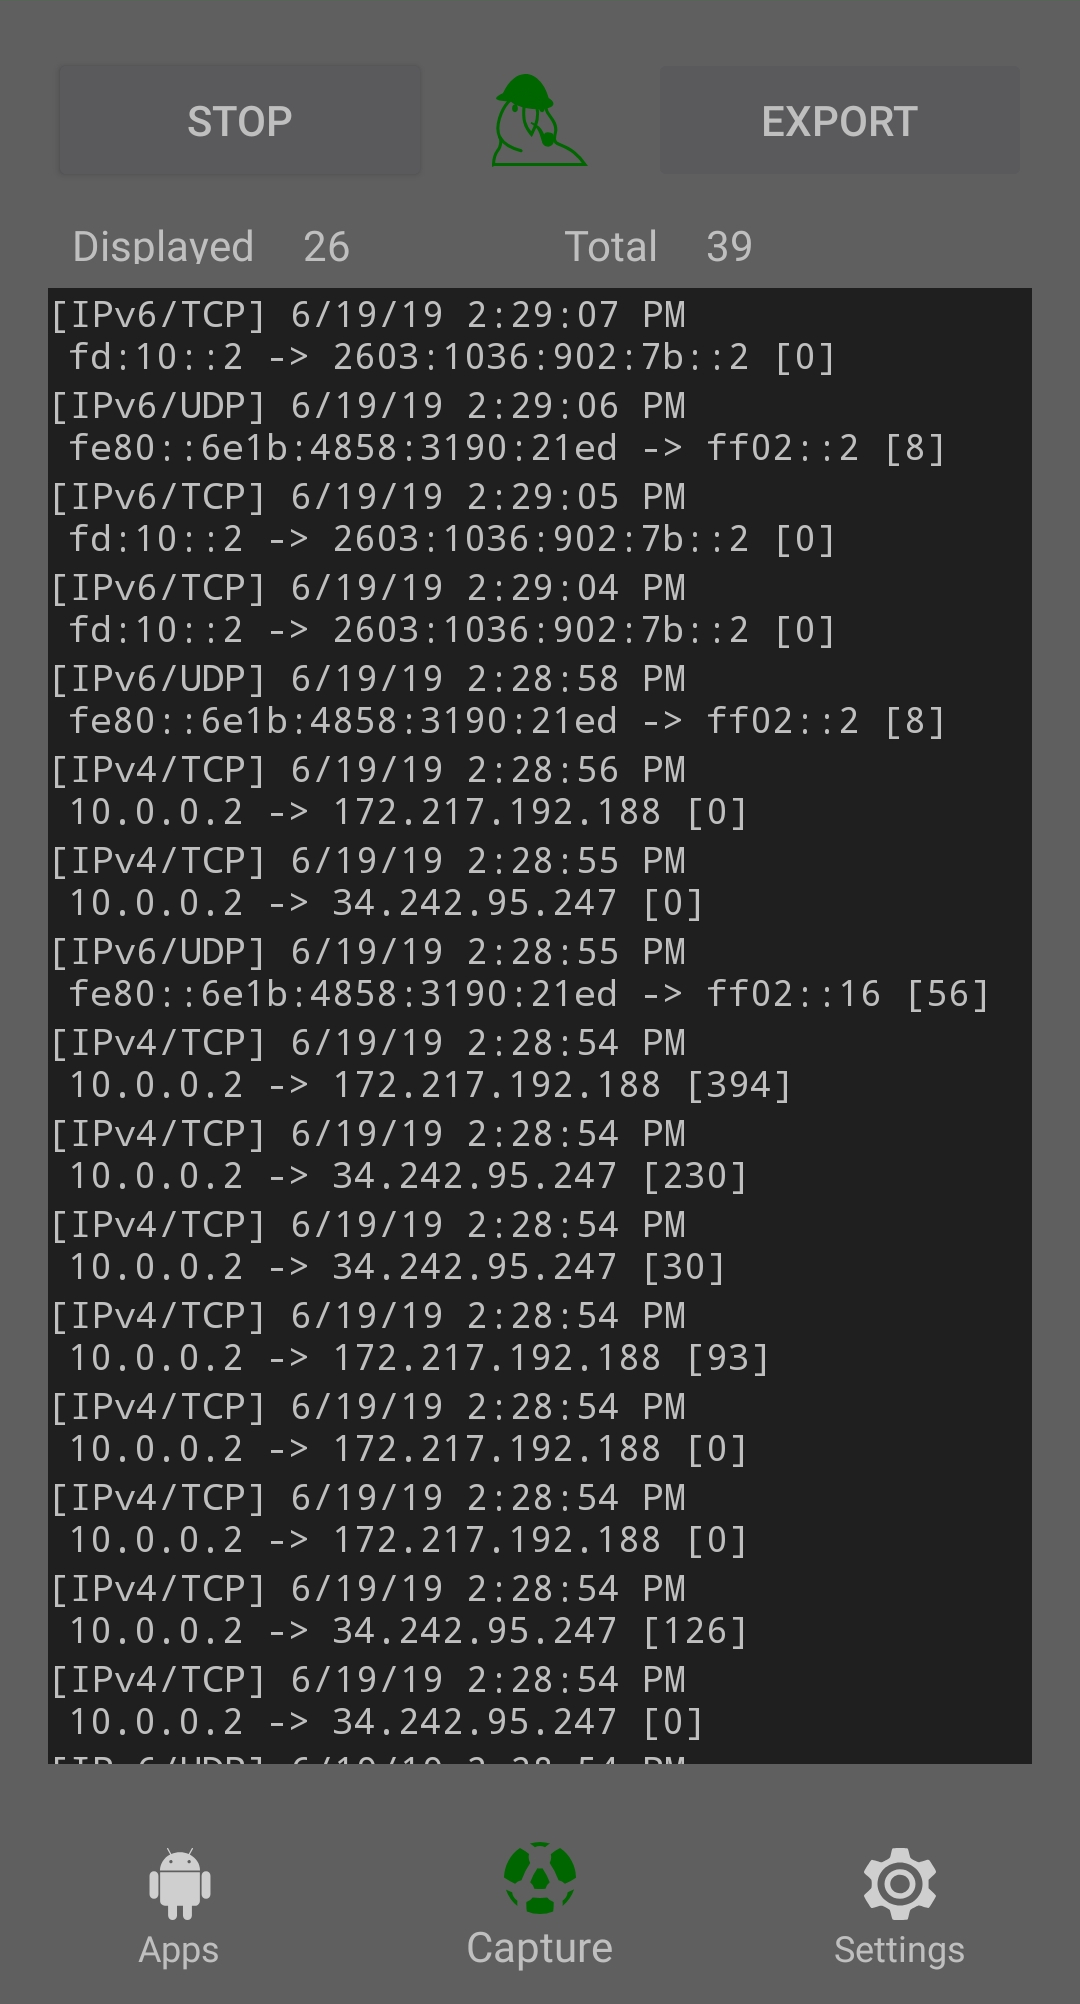 STOP
EXPORT
Displayed 26 Total 39
[IPv6/TCP] 6/19/19 2:29:07 PM
fd:10::2 -> 2603:1036:902:7b::2 [0]
[IPv6/UDP] 6/19/19 2:29:06 PM
fe80::6e1b:4858:3190:21ed -> ff02::2 [8]
[IPv6/TCP] 6/19/19 2:29:05 PM
fd:10::2 -> 2603:1036:902:7b::2 [0]
[IPv6/TCP] 6/19/19 2:29:04 PM
fd:10::2 -> 2603:1036:902:7b::2 [0]
[IPv6/UDP] 6/19/19 2:28:58 PM
fe80::6e1b:4858:3190:21ed -> ff02::2 [8]
[IPv4/TCP] 6/19/19 2:28:56 PM
10.0.0.2 -> 172.217.192.188 [0]
[IPv4/TCP] 6/19/19 2:28:55 PM
10.0.0.2 -> 34.242.95.247 [0]
[IPv6/UDP] 6/19/19 2:28:55 PM
fe80::6e1b:4858:3190:21ed -> ff02::16 [56]
[IPv4/TCP] 6/19/19 2:28:54 PM
10.0.0.2 -> 172.217.192.188 [394]
[IPv4/TCP] 6/19/19 2:28:54 PM
10.0.0.2 -> 34.242.95.247 [230]
[IPv4/TCP] 6/19/19 2:28:54 PM
10.0.0.2 -> 34.242.95.247 [30]
[IPv4/TCP] 6/19/19 2:28:54 PM
10.0.0.2 -> 172.217.192.188 [93]
[IPv4/TCP] 6/19/19 2:28:54 PM
10.0.0.2 -> 172.217.192.188 [0]
[IPv4/TCP] 6/19/19 2:28:54 PM
10.0.0.2 -> 172.217.192.188 [0]
[IPv4/TCP] 6/19/19 2:28:54 PM
10.0.0.2 -> 34.242.95.247 [126]
[IPv4/TCP] 6/19/19 2:28:54 PM
10.0.0.2 -> 34.242.95.247 [0]
[IPv6/UDP] 6/19/19 2:28:54 PM
Apps
Capture
Settings